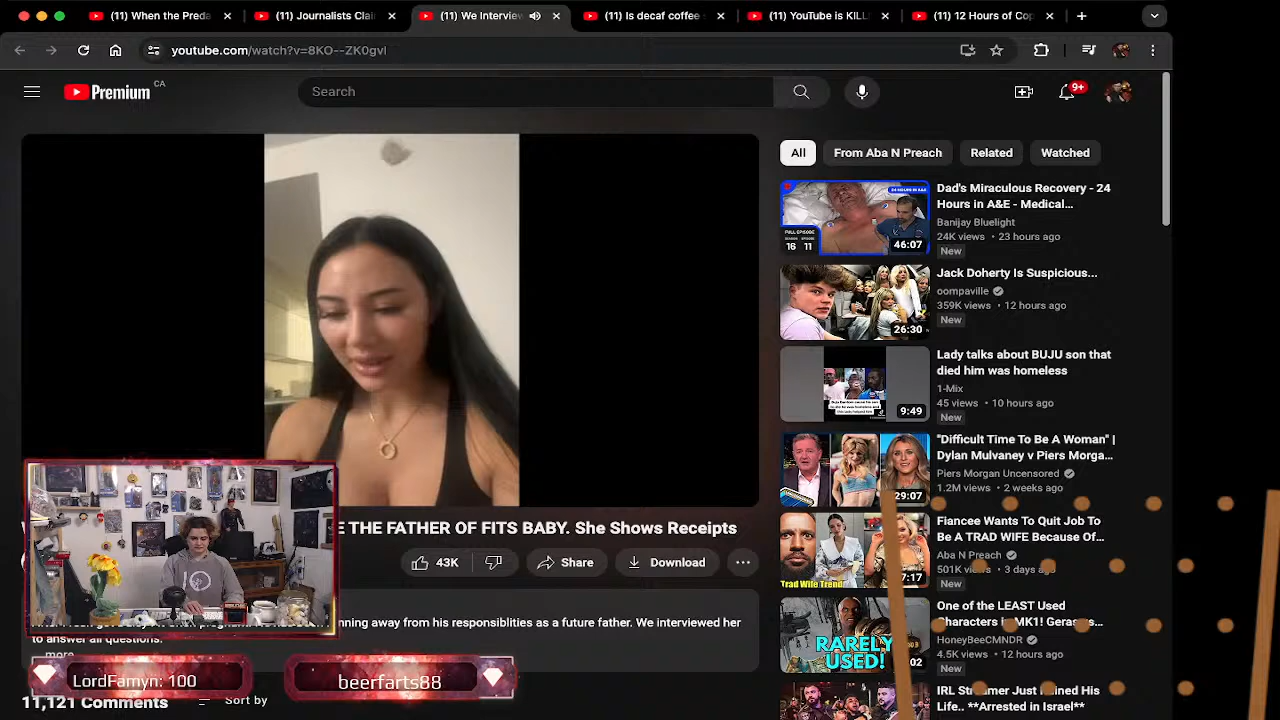 (11) When the Preda
(11) Journalists Clai
(11) We Interview
(11) Is decaf coffee
(11) YouTube is KILL
(11) 12 Hours of Cop
youtube.com/watch?v=8KO--ZK0gvI
Premium CA
Search
9+
All
From Aba N Preach
Related
Watched
24 HOURS IN A&E
FULL EPISODE
16 11
46:07
Dad's Miraculous Recovery - 24
Hours in A&E - Medical...
Banijay Bluelight
24K views • 23 hours ago
New
26:30
Jack Doherty Is Suspicious...
oompaville
359K views • 12 hours ago
New
9:49
Lady talks about BUJU son that
died him was homeless
1-Mix
45 views • 10 hours ago
New
29:07
"Difficult Time To Be A Woman" |
Dylan Mulvaney v Piers Morga...
Piers Morgan Uncensored
1.2M views • 2 weeks ago
Trad Wife Trend!
7:17
Fiancee Wants To Quit Job To
Be A TRAD WIFE Because Of...
Aba N Preach
501K views • 3 days ago
New
RARELY
USED!
02
One of the LEAST Used
Characters in MK1! Geras...
HoneyBeeCMNDR
4.5K views • 12 hours ago
New
IRL Streamer Just Ruined His
Life.. **Arrested in Israel**
E THE FATHER OF FITS BABY. She Shows Receipts
43K
Share
Download
nning away from his responsiblities as a future father. We interviewed her
to answer all questions.
more
LordFamyn: 100
beerfarts88
11,121 Comments
Sort by